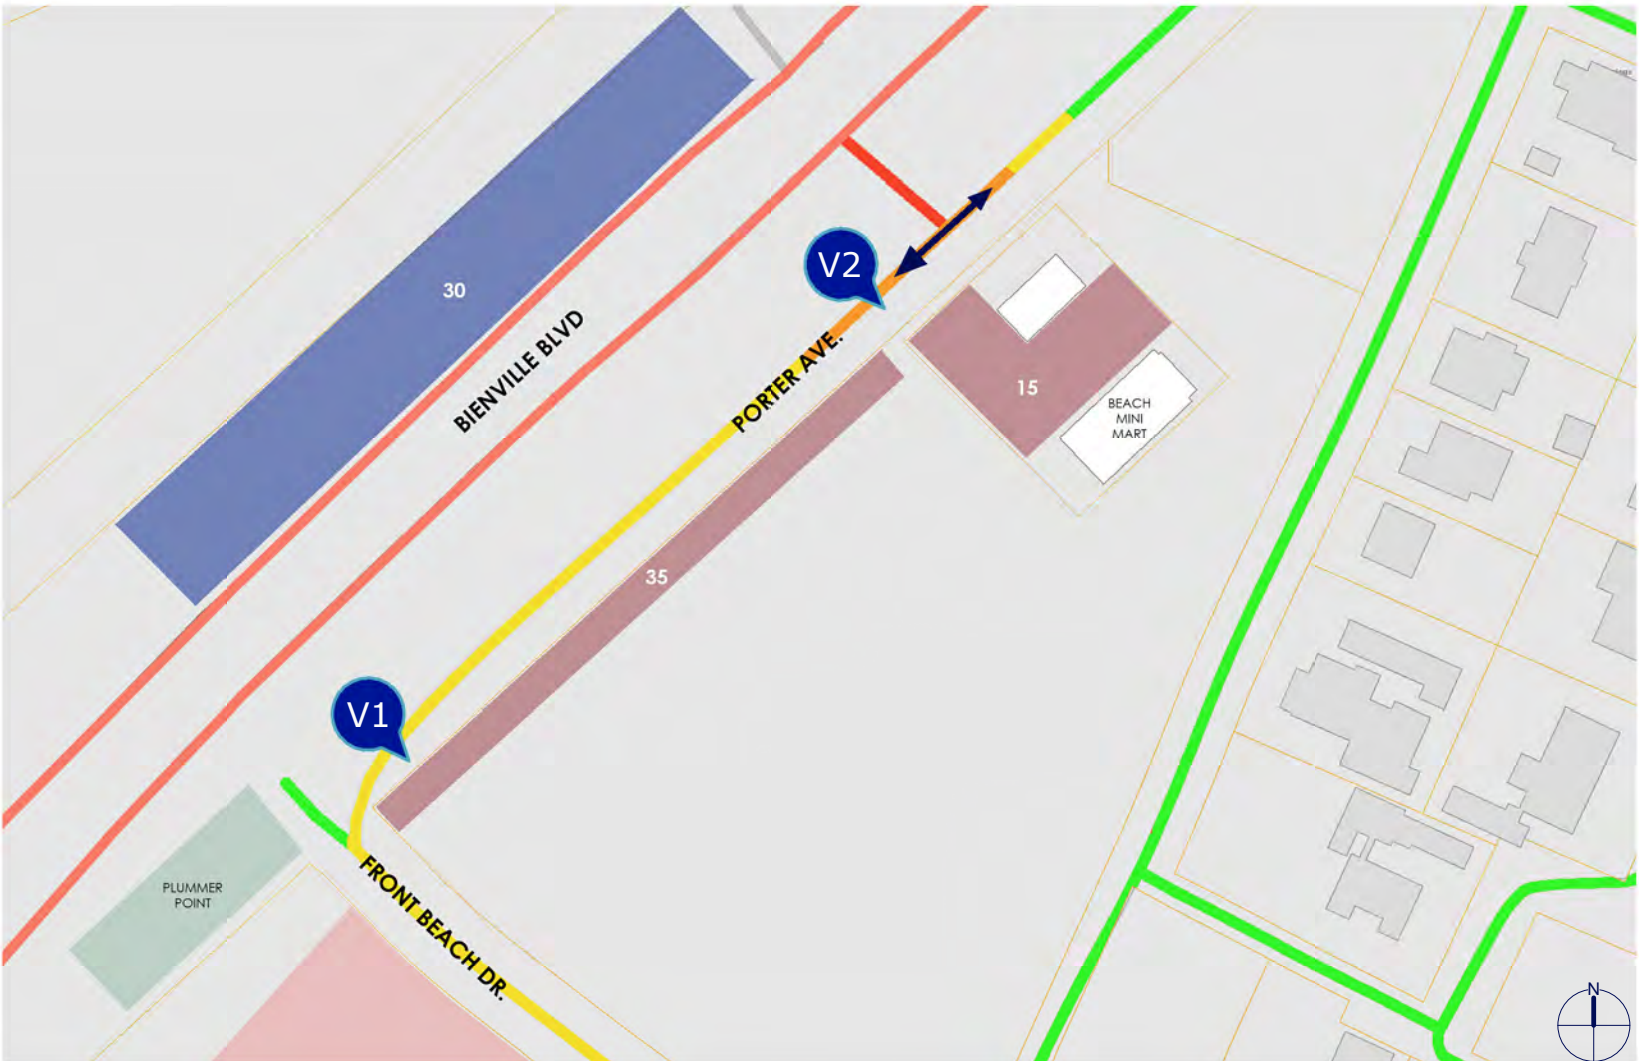 V2
30
BIENVILLE BLVD
PORTER AVE.
15
BEACH
MINI
MART
35
V1
PLUMMER
POINT
FRONT BEACH DR.
N